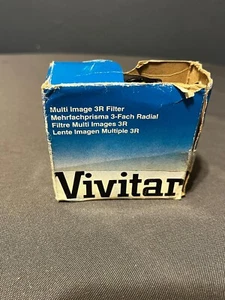 Multi Image 3R Filter
Mehrfachprisma 3-Fach Radial
Filtre Multi Images 3R
Lente Imagen Multiple 3R
Vivitar